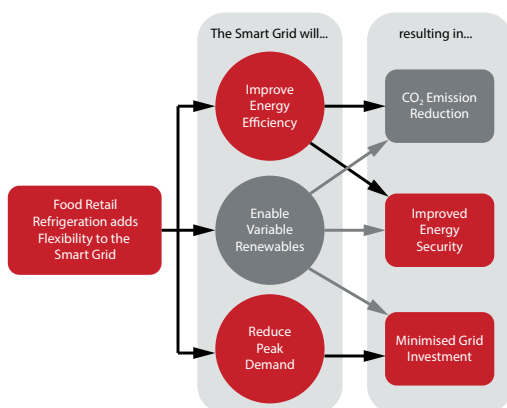 The Smart Grid will...
resulting in...
Improve
Energy
Efficiency
CO₂ Emission
Reduction
Food Retail
Refrigeration adds
Flexibility to the
Smart Grid
Enable
Variable
Renewables
Improved
Energy
Security
Reduce
Peak
Demand
Minimised Grid
Investment